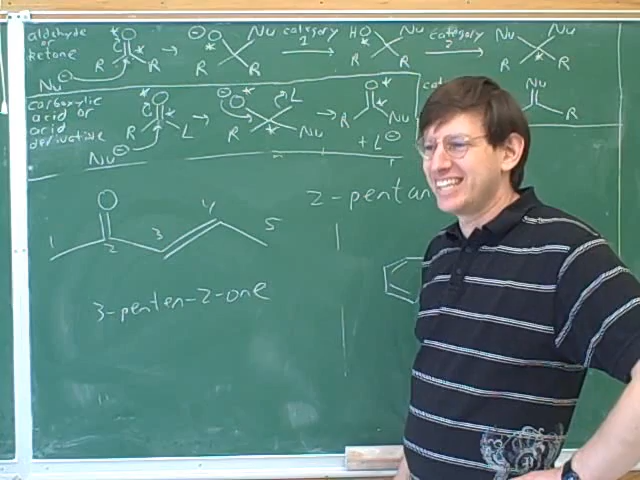 aldehyde or ketone O * * R R Nu⊖ → ⊖O * Nu R R category 1 → HO * Nu R R category 2 → Nu Nu * R R
cat Nu R
carboxylic acid or acid derivative O * * R L Nu⊖ → ⊖O * L R Nu * → O * * R Nu + L⊖
O
1 2 3 4 5
3-penten-2-one
2-pentan